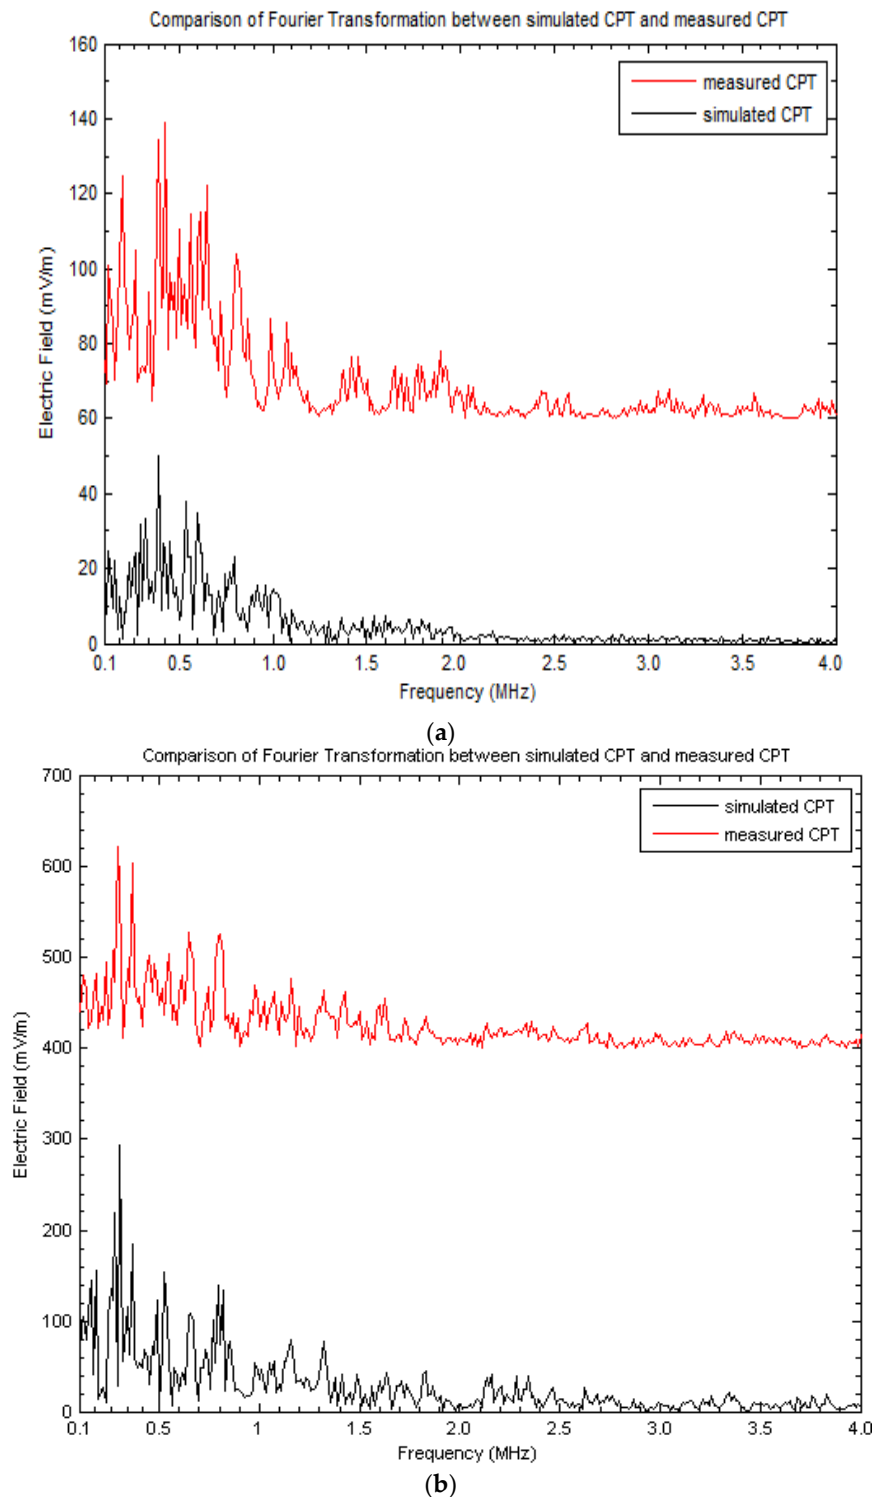 Comparison of Fourier Transformation between simulated CPT and measured CPT
160
measured CPT
simulated CPT
140
120
100
80
60
40
20
0
Electric Field (mV/m)
0.1 0.5 1.0 1.5 2.0 2.5 3.0 3.5 4.0
Frequency (MHz)
(a)
Comparison of Fourier Transformation between simulated CPT and measured CPT
700
simulated CPT
measured CPT
600
500
400
300
200
100
0
Electric Field (mV/m)
0.1 0.5 1 1.5 2.0 2.5 3.0 3.5 4.0
Frequency (MHz)
(b)